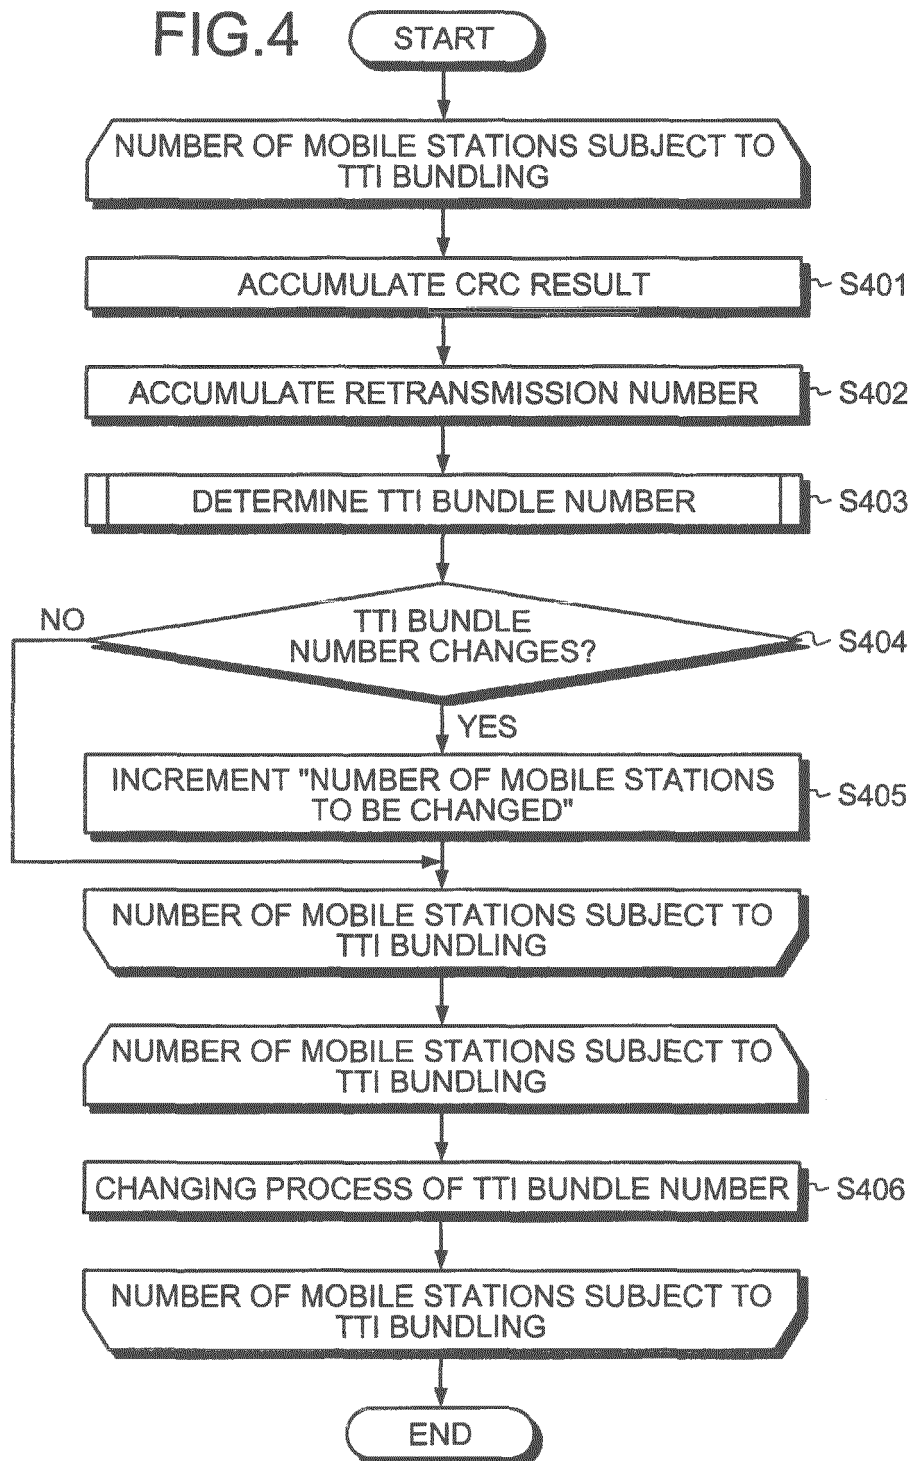 FIG.4
START
NUMBER OF MOBILE STATIONS SUBJECT TO
TTI BUNDLING
ACCUMULATE CRC RESULT
S401
ACCUMULATE RETRANSMISSION NUMBER
S402
DETERMINE TTI BUNDLE NUMBER
S403
NO
TTI BUNDLE
NUMBER CHANGES?
S404
YES
INCREMENT "NUMBER OF MOBILE STATIONS
TO BE CHANGED"
S405
NUMBER OF MOBILE STATIONS SUBJECT TO
TTI BUNDLING
NUMBER OF MOBILE STATIONS SUBJECT TO
TTI BUNDLING
CHANGING PROCESS OF TTI BUNDLE NUMBER
S406
NUMBER OF MOBILE STATIONS SUBJECT TO
TTI BUNDLING
END